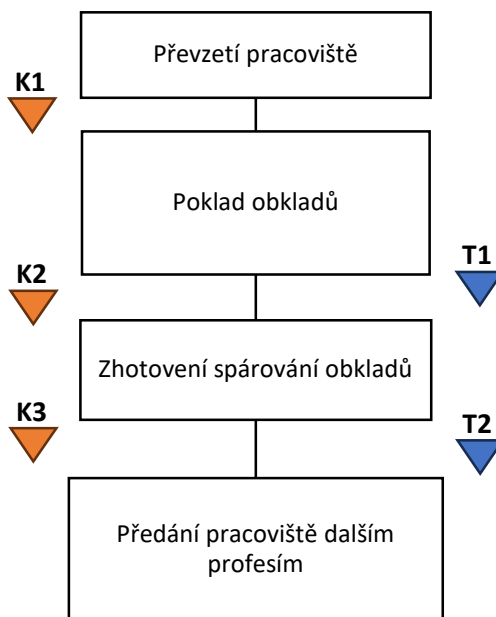 Převzetí pracoviště
K1
Poklad obkladů
T1
K2
Zhotovení spárování obkladů
K3
T2
Předání pracoviště dalším
profesím